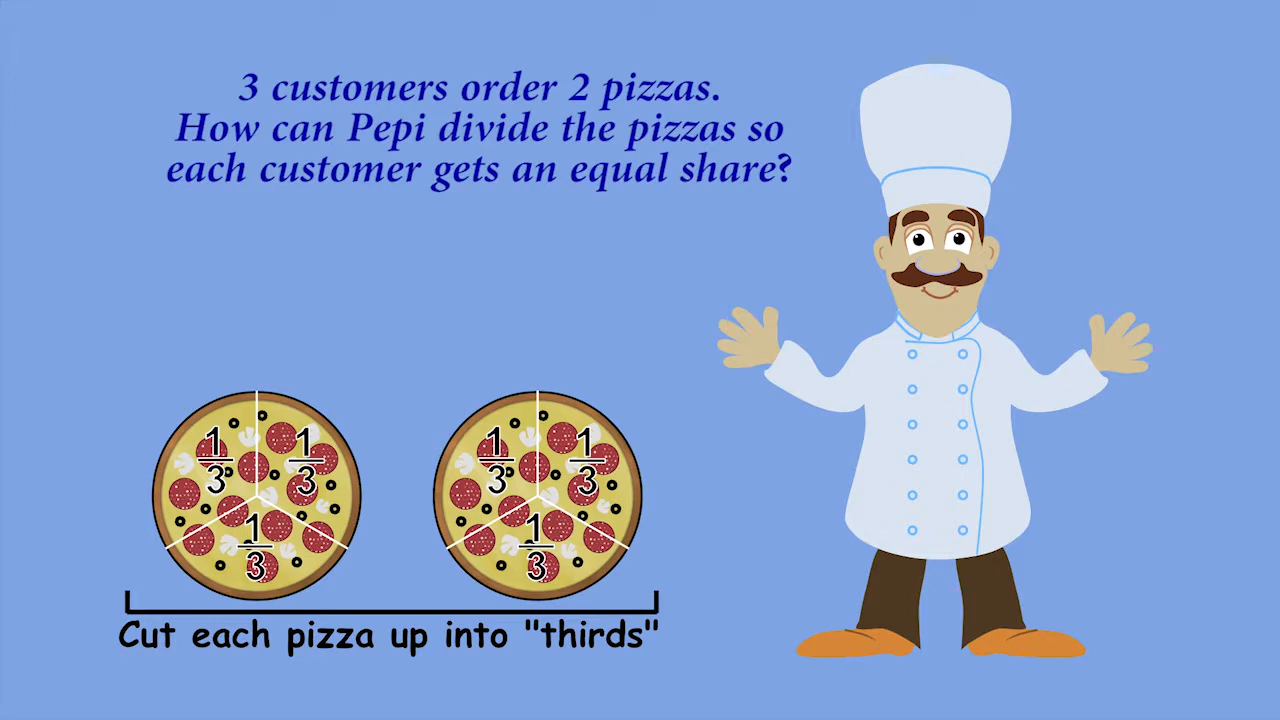 3 customers order 2 pizzas.
How can Pepi divide the pizzas so
each customer gets an equal share?
1/3 1/3 1/3 1/3
1/3 1/3
Cut each pizza up into "thirds"